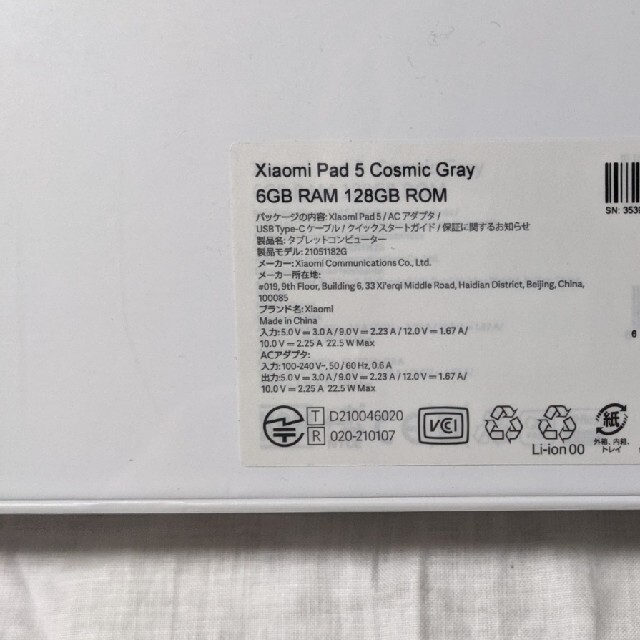 Xiaomi Pad 5 Cosmic Gray
6GB RAM 128GB ROM
パッケージの内容: Xiaomi Pad 5 / AC アダプタ /
USB Type-C ケーブル / クイックスタートガイド / 保証に関するお知らせ
製品名: タブレットコンピューター
製品モデル: 21051182G
メーカー: Xiaomi Communications Co., Ltd.
メーカー所在地:
#019, 9th Floor, Building 6, 33 Xi'erqi Middle Road, Haidian District, Beijing, China,
100085
ブランド名: Xiaomi
Made in China
入力: 5.0 V = 3.0 A / 9.0 V = 2.23 A / 12.0 V = 1.67 A /
10.0 V = 2.25 A 22.5 W Max
ACアダプタ:
入力: 100-240 V~, 50 / 60 Hz, 0.6 A
出力: 5.0 V = 3.0 A / 9.0 V = 2.23 A / 12.0 V = 1.67 A /
10.0 V = 2.25 A 22.5 W Max
T D210046020
R 020-210107
VCCI
Li-ion 00
紙
外箱、内箱、
トレイ
SN: 3538
6